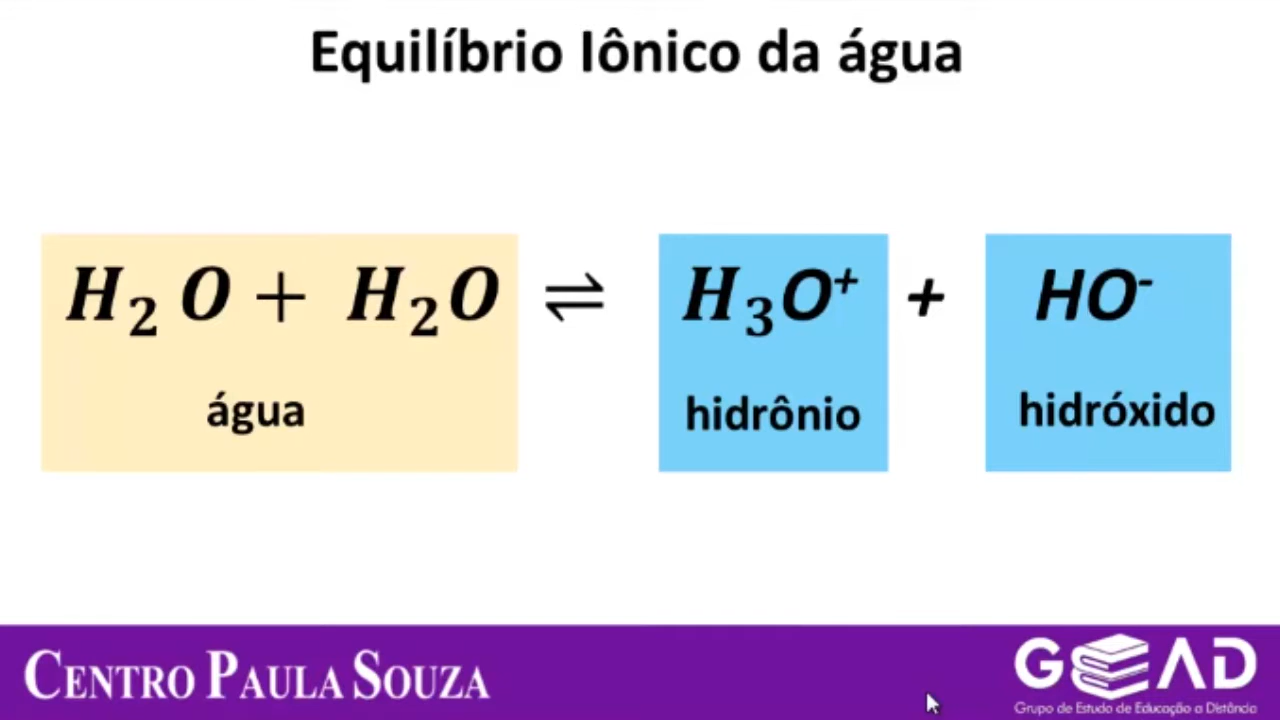 Equilíbrio Iônico da água
H₂ O + H₂O ⇌ H₃O⁺ + HO⁻
água hidrônio hidróxido
CENTRO PAULA SOUZA
GEAD
Grupo de Estudo de Educação a Distância